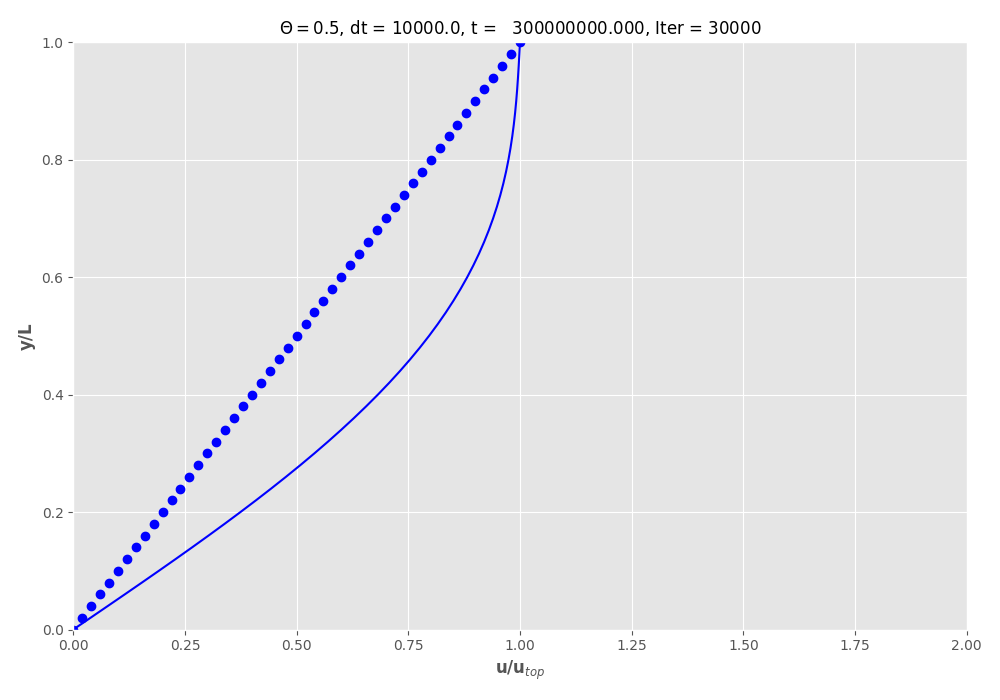 Θ = 0.5, dt = 10000.0, t =   300000000.000, Iter = 30000
1.0
0.8
0.6
0.4
0.2
0.0
y/L
0.00 0.25 0.50 0.75 1.00 1.25 1.50 1.75 2.00
u/u_top